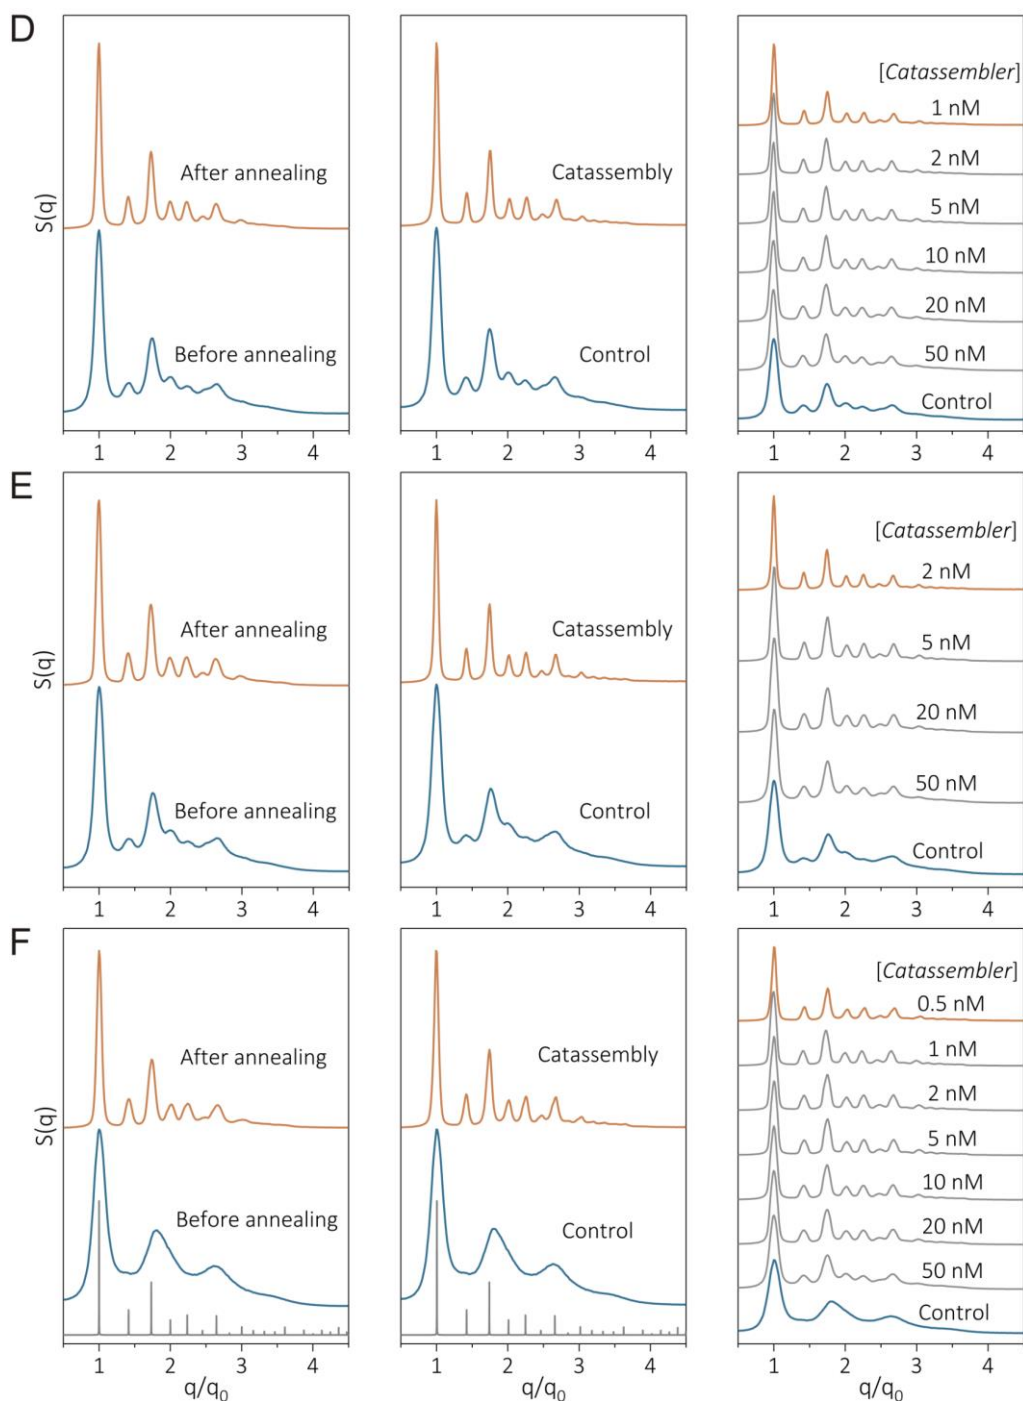 D
S(q)
After annealing
Before annealing
1 2 3 4
Catassembly
Control
1 2 3 4
[Catassembler]
1 nM
2 nM
5 nM
10 nM
20 nM
50 nM
Control
1 2 3 4
E
S(q)
After annealing
Before annealing
1 2 3 4
Catassembly
Control
1 2 3 4
[Catassembler]
2 nM
5 nM
20 nM
50 nM
Control
1 2 3 4
F
S(q)
After annealing
Before annealing
1 2 3 4
q/q₀
Catassembly
Control
1 2 3 4
q/q₀
[Catassembler]
0.5 nM
1 nM
2 nM
5 nM
10 nM
20 nM
50 nM
Control
1 2 3 4
q/q₀